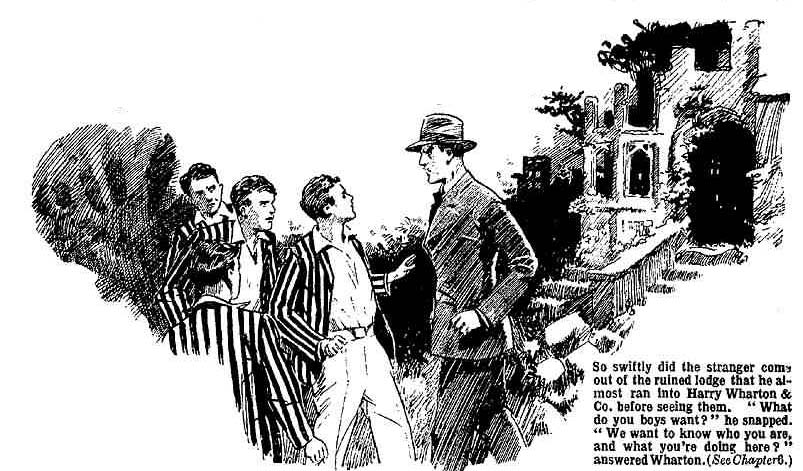 So swiftly did the stranger come
out of the ruined lodge that he al-
most ran into Harry Wharton &
Co. before seeing them. " What
do you boys want? " he snapped.
" We want to know who you are,
and what you're doing here ? "
answered Wharton. (See Chapter 6.)